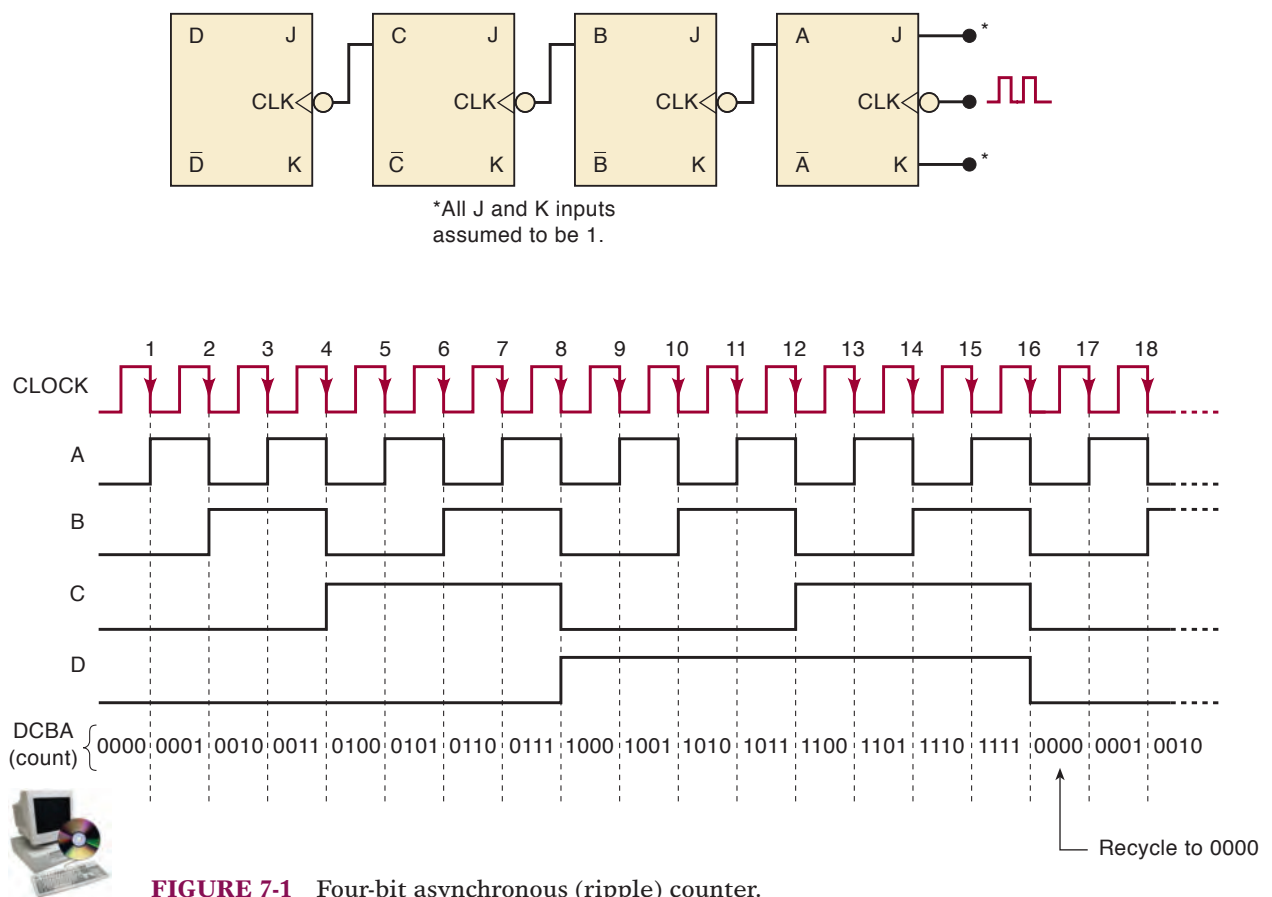 D J C J B J A J *
CLK CLK CLK CLK
D̅ K C̅ K B̅ K A̅ K *
*All J and K inputs
assumed to be 1.
1 2 3 4 5 6 7 8 9 10 11 12 13 14 15 16 17 18
CLOCK
A
B
C
D
DCBA
(count)
0000 0001 0010 0011 0100 0101 0110 0111 1000 1001 1010 1011 1100 1101 1110 1111 0000 0001 0010
Recycle to 0000
FIGURE 7-1 Four-bit asynchronous (ripple) counter.